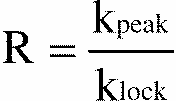 R = kpeak
klock